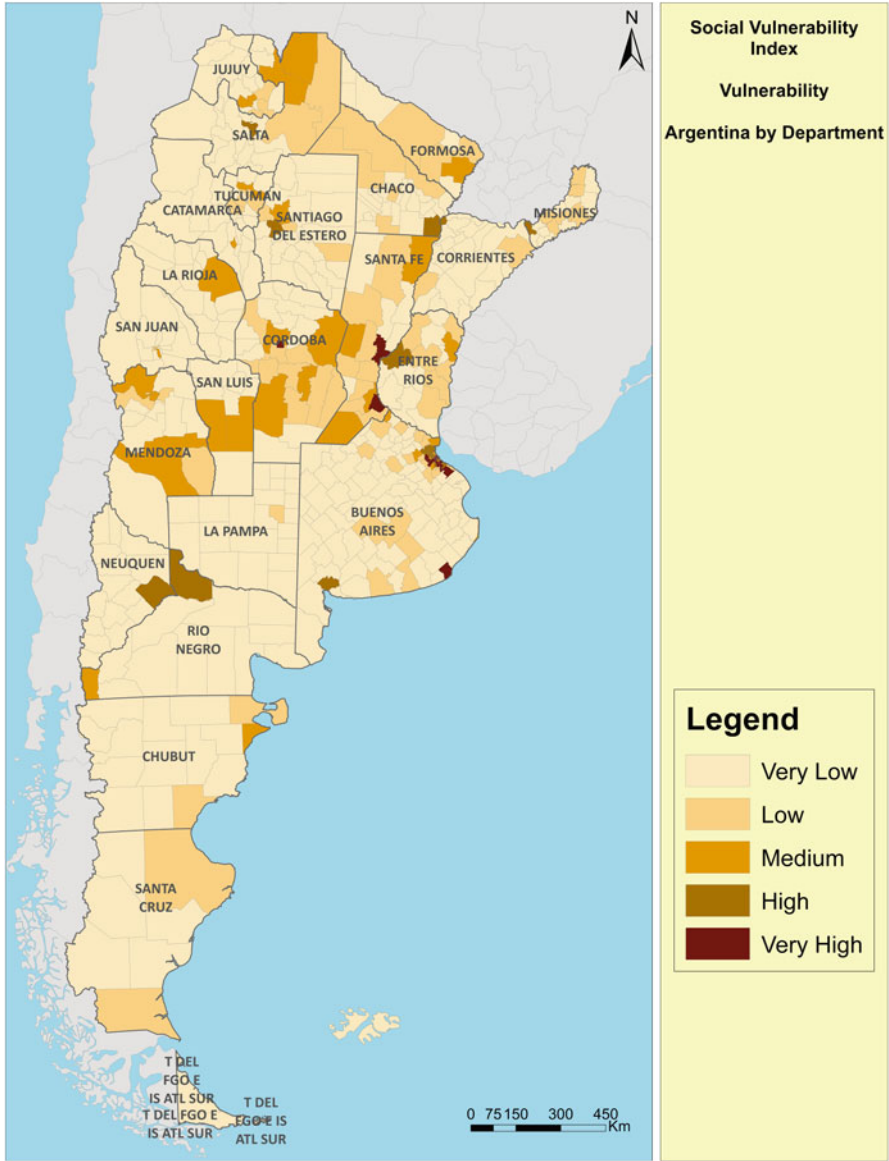 Social Vulnerability
Index
Vulnerability
Argentina by Department
N
JUJUY
SALTA
FORMOSA
CHACO
TUCUMAN
CATAMARCA
SANTIAGO
DEL ESTERO
MISIONES
SANTA FE
CORRIENTES
LA RIOJA
SAN JUAN
CORDOBA
ENTRE
RIOS
SAN LUIS
MENDOZA
BUENOS
AIRES
LA PAMPA
NEUQUEN
RIO
NEGRO
CHUBUT
SANTA
CRUZ
T DEL
FGO E
IS ATL SUR
T DEL FGO E
IS ATL SUR
T DEL
FGO E IS
ATL SUR
0 75 150 300 450
Km
Legend
Very Low
Low
Medium
High
Very High